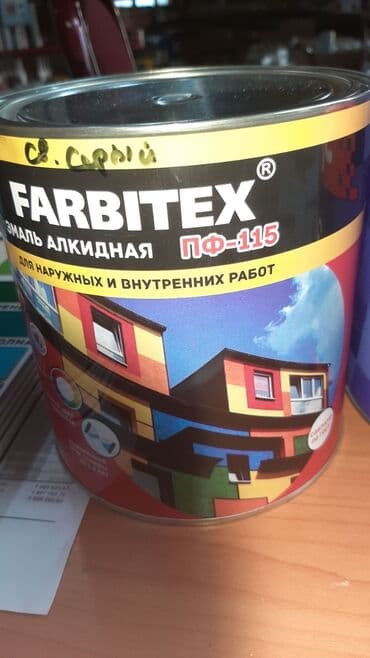 св. серый
FARBITEX®
ЭМАЛЬ АЛКИДНАЯ ПФ-115
ДЛЯ НАРУЖНЫХ И ВНУТРЕННИХ РАБОТ